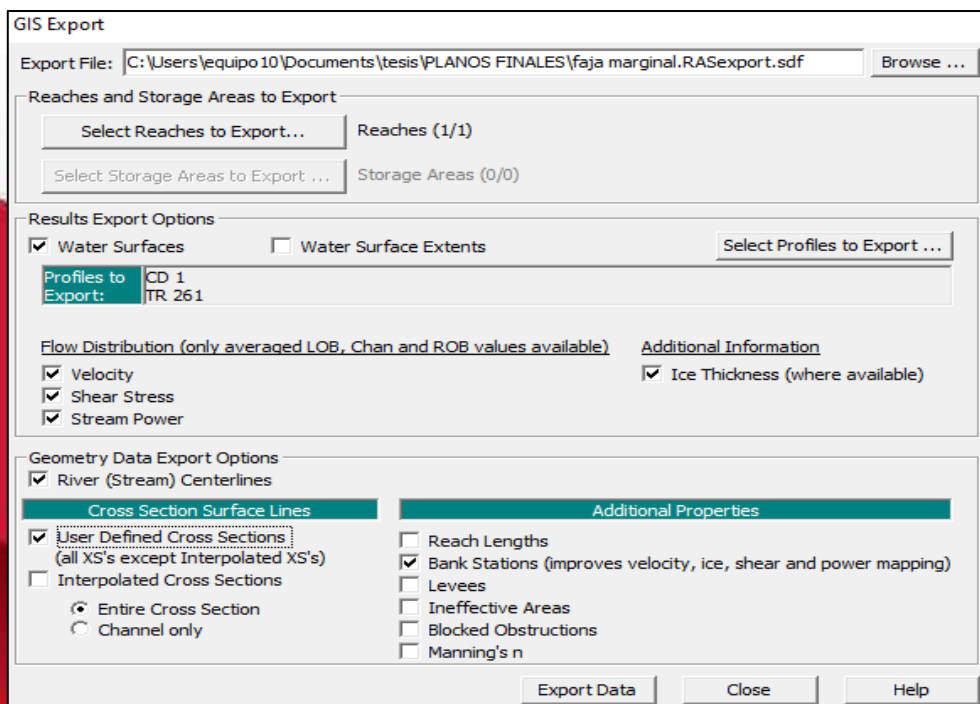 GIS Export
Export File: C:\Users\equipo10\Documents\tesis\PLANOS FINALES\faja marginal.RASexport.sdf Browse ...
Reaches and Storage Areas to Export
Select Reaches to Export... Reaches (1/1)
Select Storage Areas to Export ... Storage Areas (0/0)
Results Export Options
Water Surfaces Water Surface Extents Select Profiles to Export ...
Profiles to Export: CD 1
TR 261
Flow Distribution (only averaged LOB, Chan and ROB values available) Additional Information
Velocity Ice Thickness (where available)
Shear Stress
Stream Power
Geometry Data Export Options
River (Stream) Centerlines
Cross Section Surface Lines Additional Properties
User Defined Cross Sections Reach Lengths
(all XS's except Interpolated XS's) Bank Stations (improves velocity, ice, shear and power mapping)
Interpolated Cross Sections Levees
Entire Cross Section Ineffective Areas
Channel only Blocked Obstructions
Manning's n
Export Data Close Help